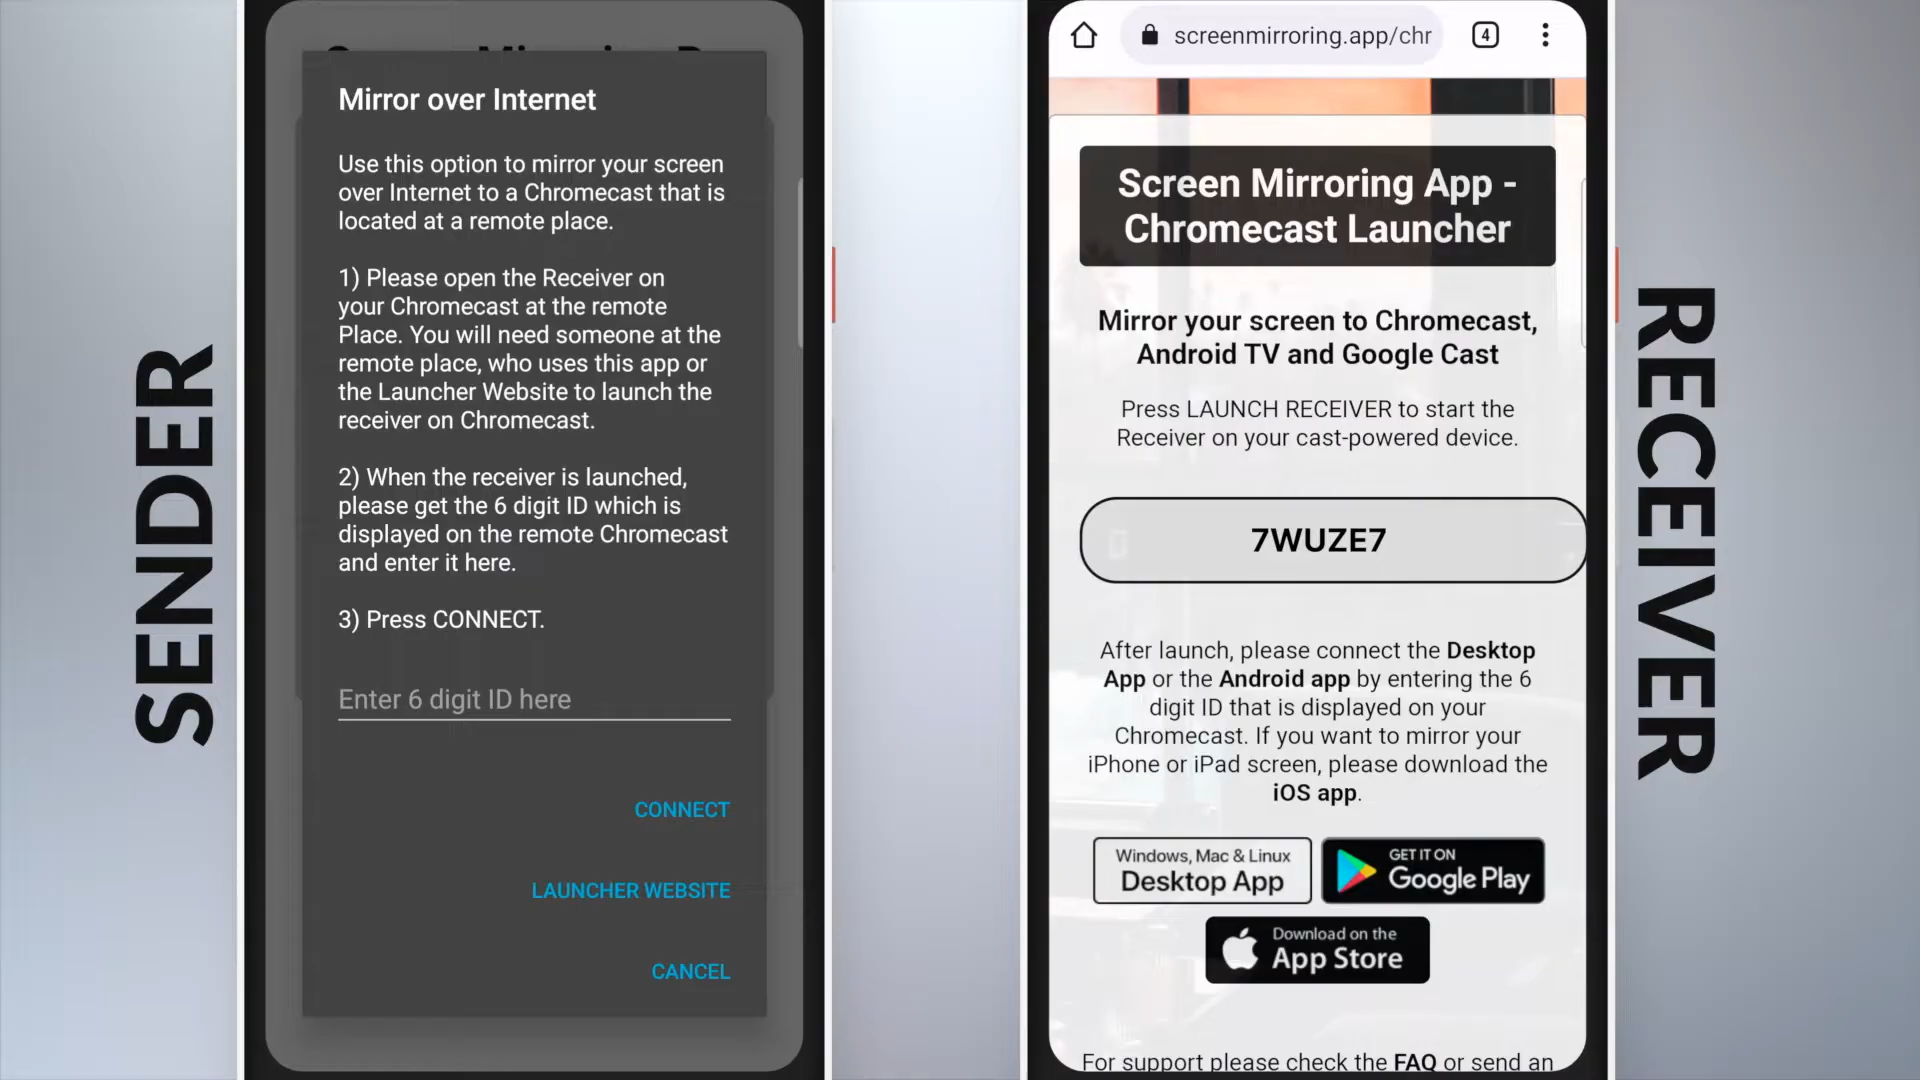 SENDER
Mirror over Internet
Use this option to mirror your screen
over Internet to a Chromecast that is
located at a remote place.
1) Please open the Receiver on
your Chromecast at the remote
Place. You will need someone at the
remote place, who uses this app or
the Launcher Website to launch the
receiver on Chromecast.
2) When the receiver is launched,
please get the 6 digit ID which is
displayed on the remote Chromecast
and enter it here.
3) Press CONNECT.
Enter 6 digit ID here
CONNECT
LAUNCHER WEBSITE
CANCEL
screenmirroring.app/chr
4
Screen Mirroring App -
Chromecast Launcher
Mirror your screen to Chromecast,
Android TV and Google Cast
Press LAUNCH RECEIVER to start the
Receiver on your cast-powered device.
7WUZE7
After launch, please connect the Desktop
App or the Android app by entering the 6
digit ID that is displayed on your
Chromecast. If you want to mirror your
iPhone or iPad screen, please download the
iOS app.
Windows, Mac & Linux
Desktop App
GET IT ON
Google Play
Download on the
App Store
For support please check the FAQ or send an
RECEIVER